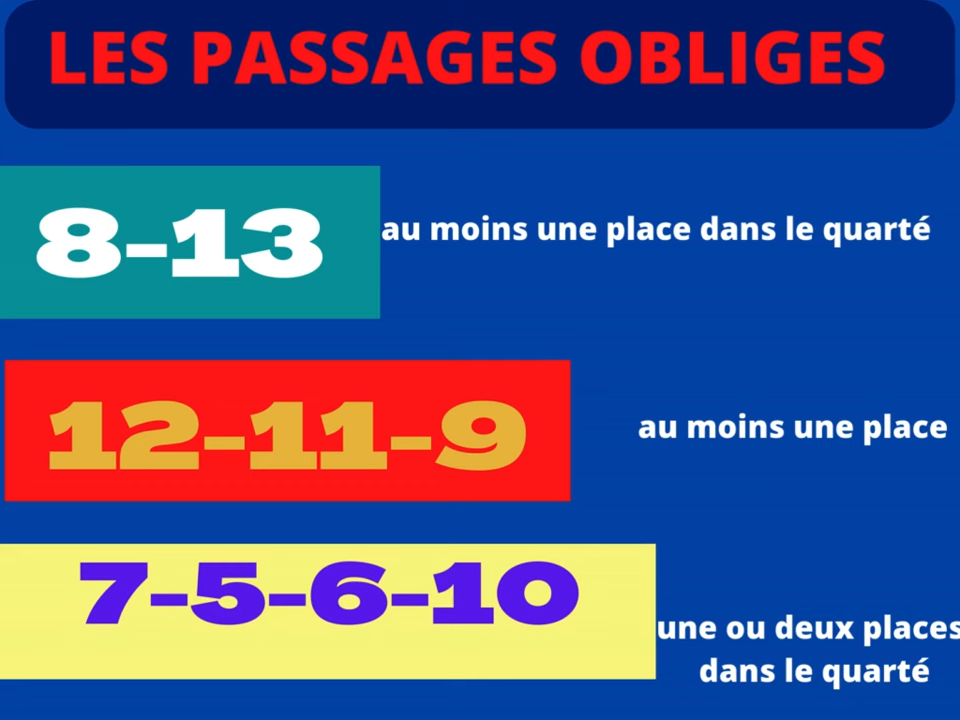 LES PASSAGES OBLIGES
8-13
au moins une place dans le quarté
12-11-9
au moins une place
7-5-6-10
une ou deux places
dans le quarté